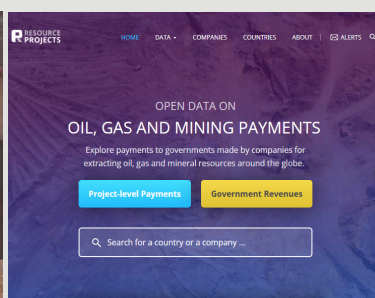 RESOURCE
PROJECTS
HOME DATA COMPANIES COUNTRIES ABOUT ALERTS
OPEN DATA ON
OIL, GAS AND MINING PAYMENTS
Explore payments to governments made by companies for
extracting oil, gas and mineral resources around the globe.
Project-level Payments Government Revenues
Search for a country or a company ...